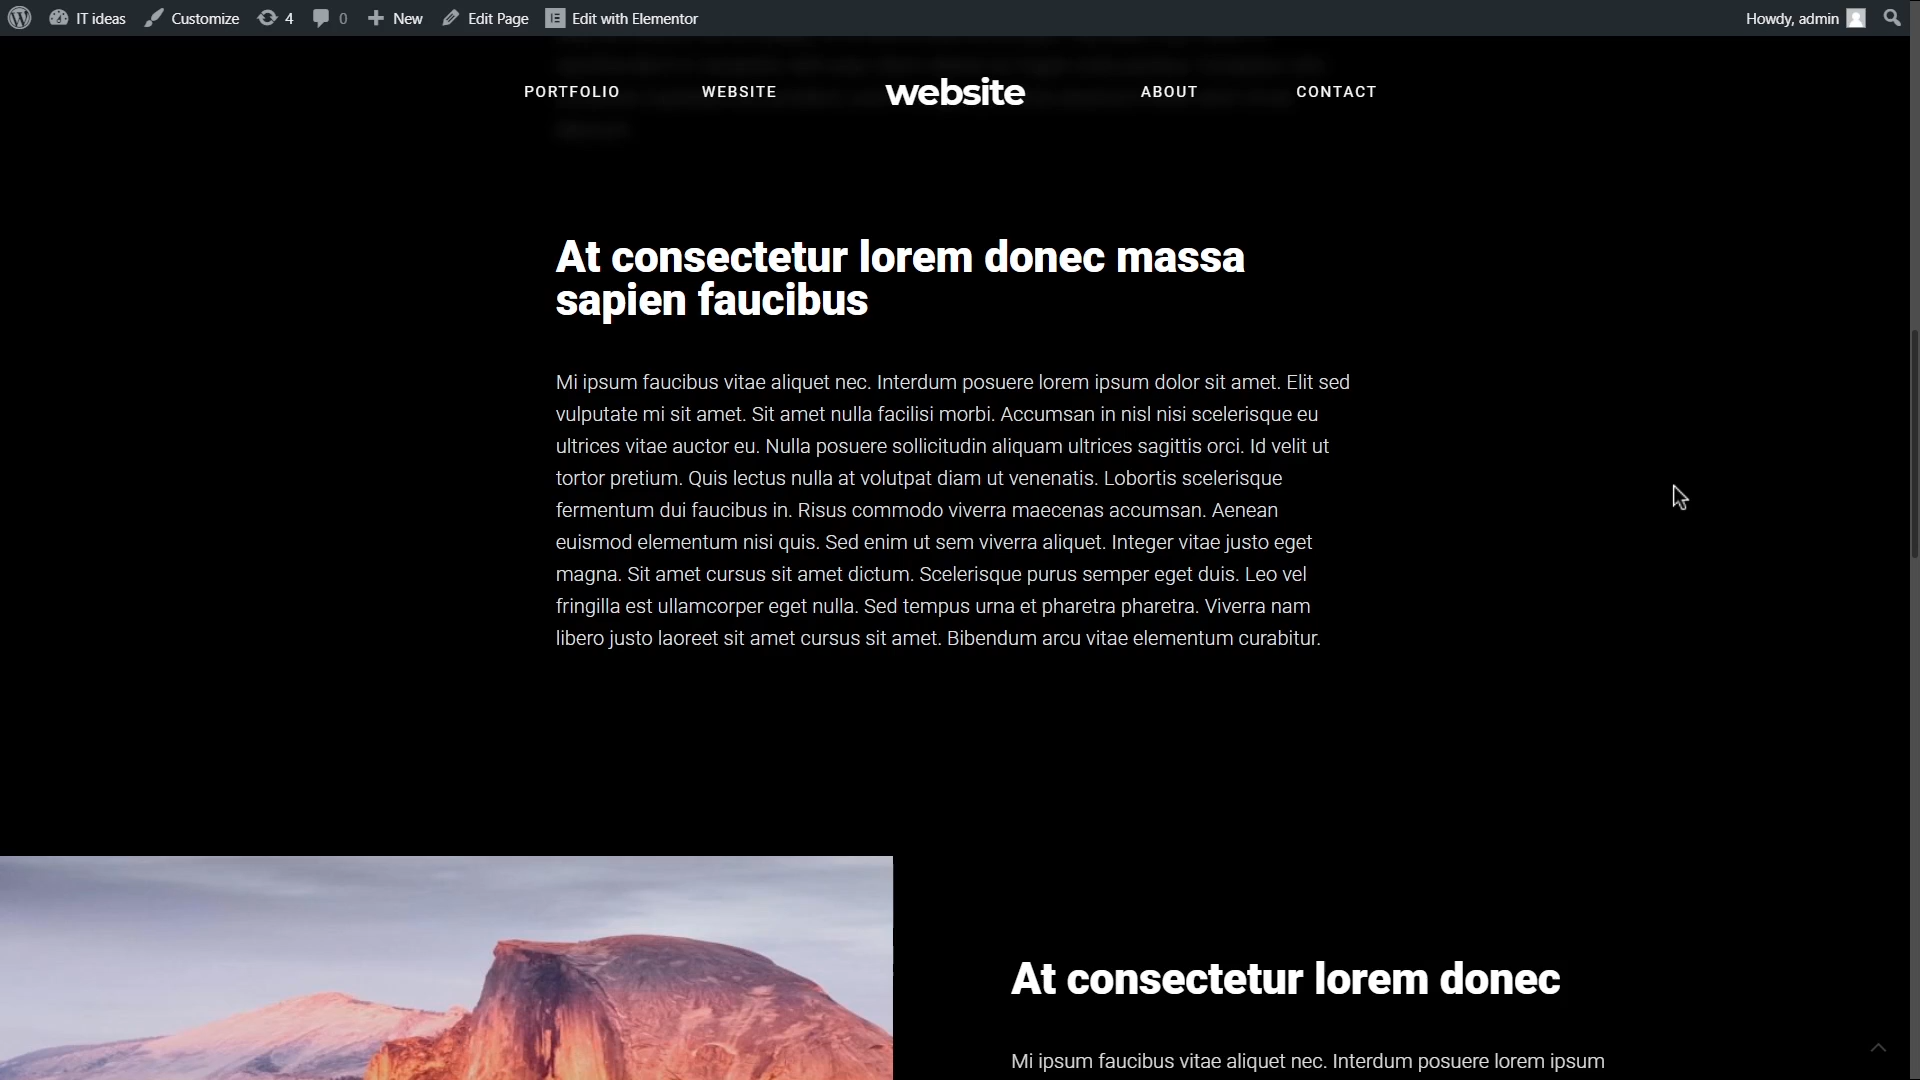 IT ideas Customize 4 0 New Edit Page Edit with Elementor Howdy, admin
PORTFOLIO WEBSITE website ABOUT CONTACT
At consectetur lorem donec massa
sapien faucibus
Mi ipsum faucibus vitae aliquet nec. Interdum posuere lorem ipsum dolor sit amet. Elit sed
vulputate mi sit amet. Sit amet nulla facilisi morbi. Accumsan in nisl nisi scelerisque eu
ultrices vitae auctor eu. Nulla posuere sollicitudin aliquam ultrices sagittis orci. Id velit ut
tortor pretium. Quis lectus nulla at volutpat diam ut venenatis. Lobortis scelerisque
fermentum dui faucibus in. Risus commodo viverra maecenas accumsan. Aenean
euismod elementum nisi quis. Sed enim ut sem viverra aliquet. Integer vitae justo eget
magna. Sit amet cursus sit amet dictum. Scelerisque purus semper eget duis. Leo vel
fringilla est ullamcorper eget nulla. Sed tempus urna et pharetra pharetra. Viverra nam
libero justo laoreet sit amet cursus sit amet. Bibendum arcu vitae elementum curabitur.
At consectetur lorem donec
Mi ipsum faucibus vitae aliquet nec. Interdum posuere lorem ipsum